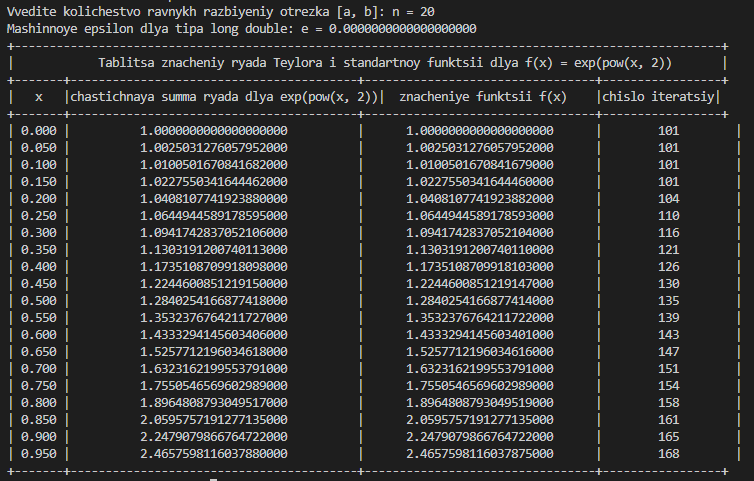 Vvedite kolichestvo ravnykh razbiyeniy otrezka [a, b]: n = 20
Mashinnoye epsilon dlya tipa long double: e = 0.0000000000000000000
Tablitsa znacheniy ryada Teylora i standartnoy funktsii dlya f(x) = exp(pow(x, 2))
| x |chastichnaya summa ryada dlya exp(pow(x, 2))| znacheniye funktsii f(x) |chislo iteratsiy|
| 0.000 | 1.0000000000000000000 | 1.0000000000000000000 | 101 |
| 0.050 | 1.0025031276057952000 | 1.0025031276057952000 | 101 |
| 0.100 | 1.0100501670841682000 | 1.0100501670841679000 | 101 |
| 0.150 | 1.0227550341644462000 | 1.0227550341644460000 | 101 |
| 0.200 | 1.0408107741923880000 | 1.0408107741923882000 | 104 |
| 0.250 | 1.0644944589178595000 | 1.0644944589178593000 | 110 |
| 0.300 | 1.0941742837052106000 | 1.0941742837052104000 | 116 |
| 0.350 | 1.1303191200740113000 | 1.1303191200740110000 | 121 |
| 0.400 | 1.1735108709918098000 | 1.1735108709918103000 | 126 |
| 0.450 | 1.2244600851219150000 | 1.2244600851219147000 | 130 |
| 0.500 | 1.2840254166877418000 | 1.2840254166877414000 | 135 |
| 0.550 | 1.3532376764211727000 | 1.3532376764211722000 | 139 |
| 0.600 | 1.4333294145603406000 | 1.4333294145603401000 | 143 |
| 0.650 | 1.5257712196034618000 | 1.5257712196034616000 | 147 |
| 0.700 | 1.6323162199553791000 | 1.6323162199553791000 | 151 |
| 0.750 | 1.7550546569602989000 | 1.7550546569602989000 | 154 |
| 0.800 | 1.8964808793049517000 | 1.8964808793049519000 | 158 |
| 0.850 | 2.0595757191277135000 | 2.0595757191277135000 | 161 |
| 0.900 | 2.2479079866764722000 | 2.2479079866764722000 | 165 |
| 0.950 | 2.4657598116037880000 | 2.4657598116037875000 | 168 |